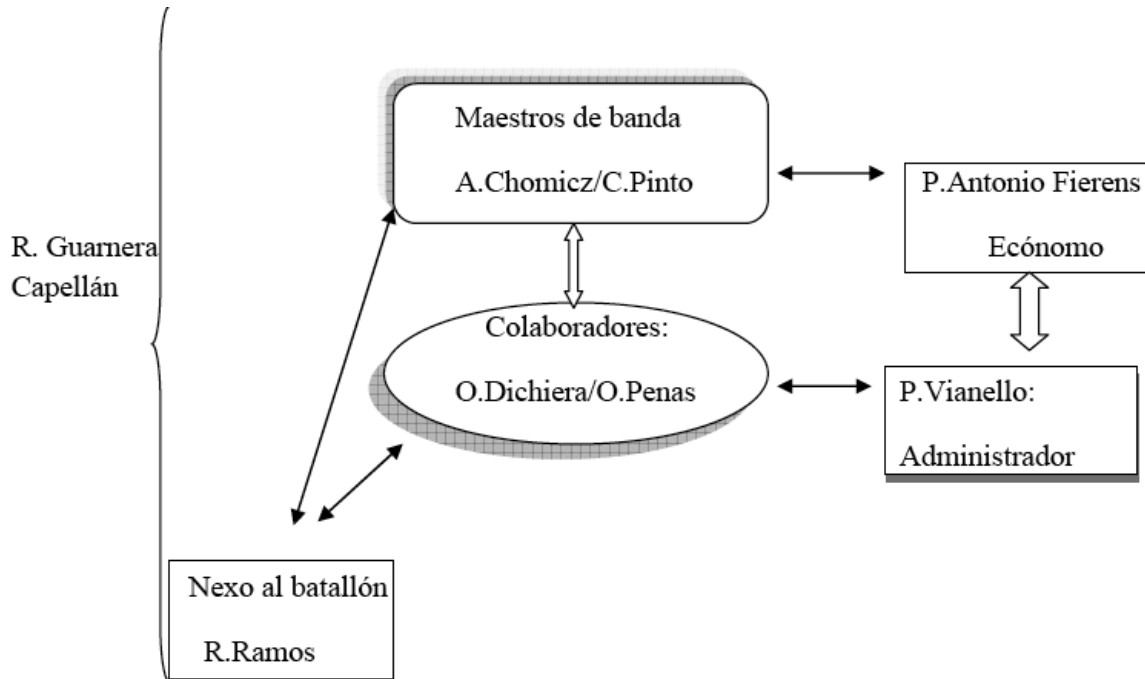 R. Guarnera
Capellán
Maestros de banda
A.Chomicz/C.Pinto
P.Antonio Fierens
Ecónomo
Colaboradores:
O.Dichiera/O.Penas
P.Vianello:
Administrador
Nexo al batallón
R.Ramos